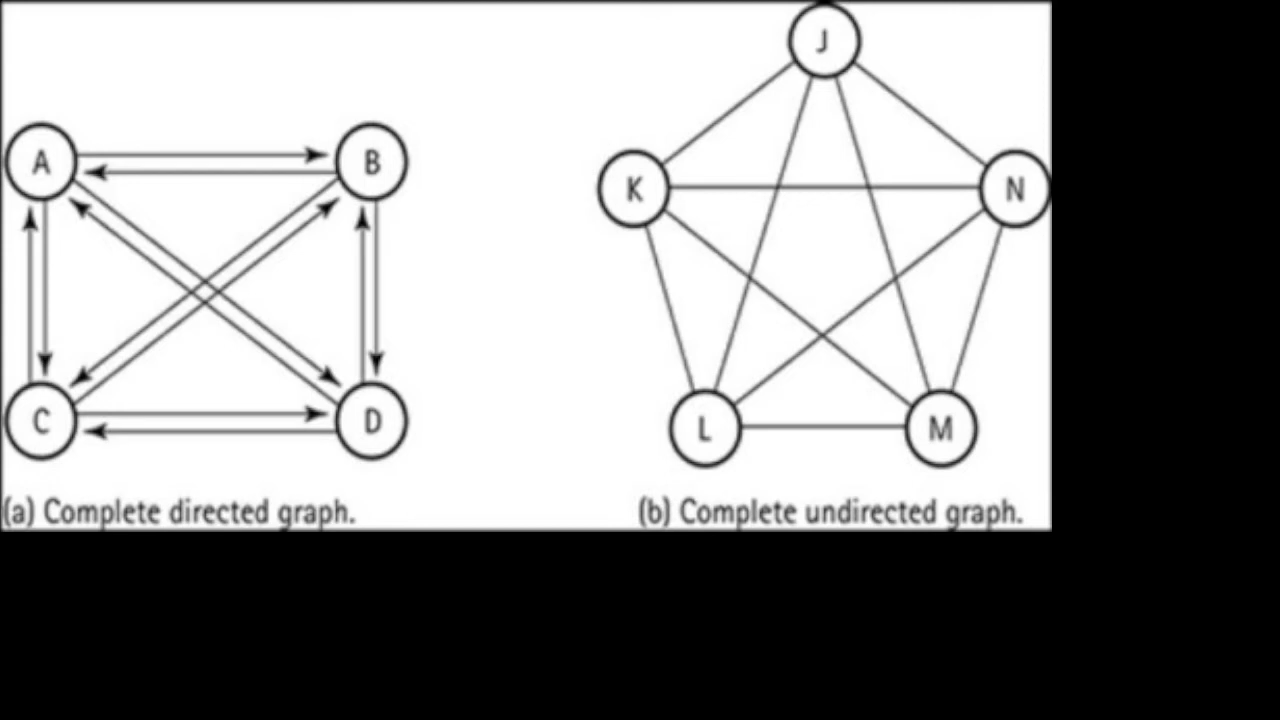 J
A
B
K
N
C
D
L
M
(a) Complete directed graph.
(b) Complete undirected graph.